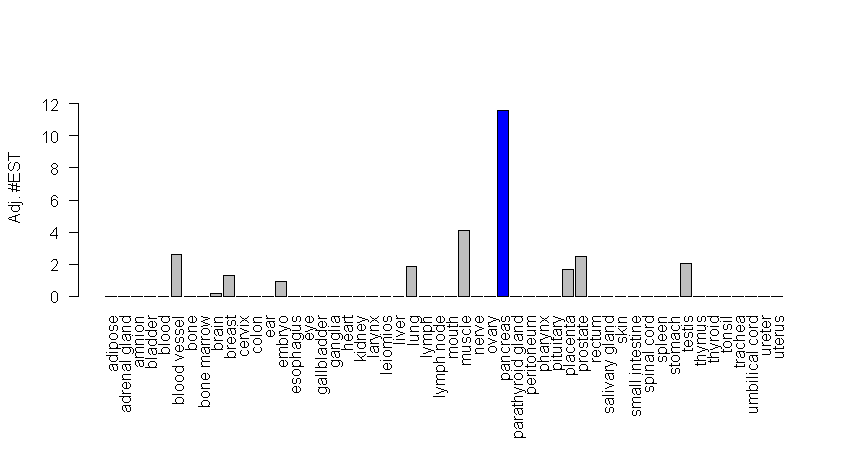 12
10
8
6
4
2
0
Adj. #EST
adipose
adrenal gland
amnion
bladder
blood
blood vessel
bone
bone marrow
brain
breast
cervix
colon
ear
embryo
esophagus
eye
gallbladder
ganglia
heart
kidney
larynx
leiomios
liver
lung
lymph
lymph node
mouth
muscle
nerve
ovary
pancreas
parathyroid gland
peritoneum
pharynx
pituitary
placenta
prostate
rectum
salivary gland
skin
small intestine
spinal cord
spleen
stomach
testis
thymus
thyroid
tonsil
trachea
umbilical cord
ureter
uterus